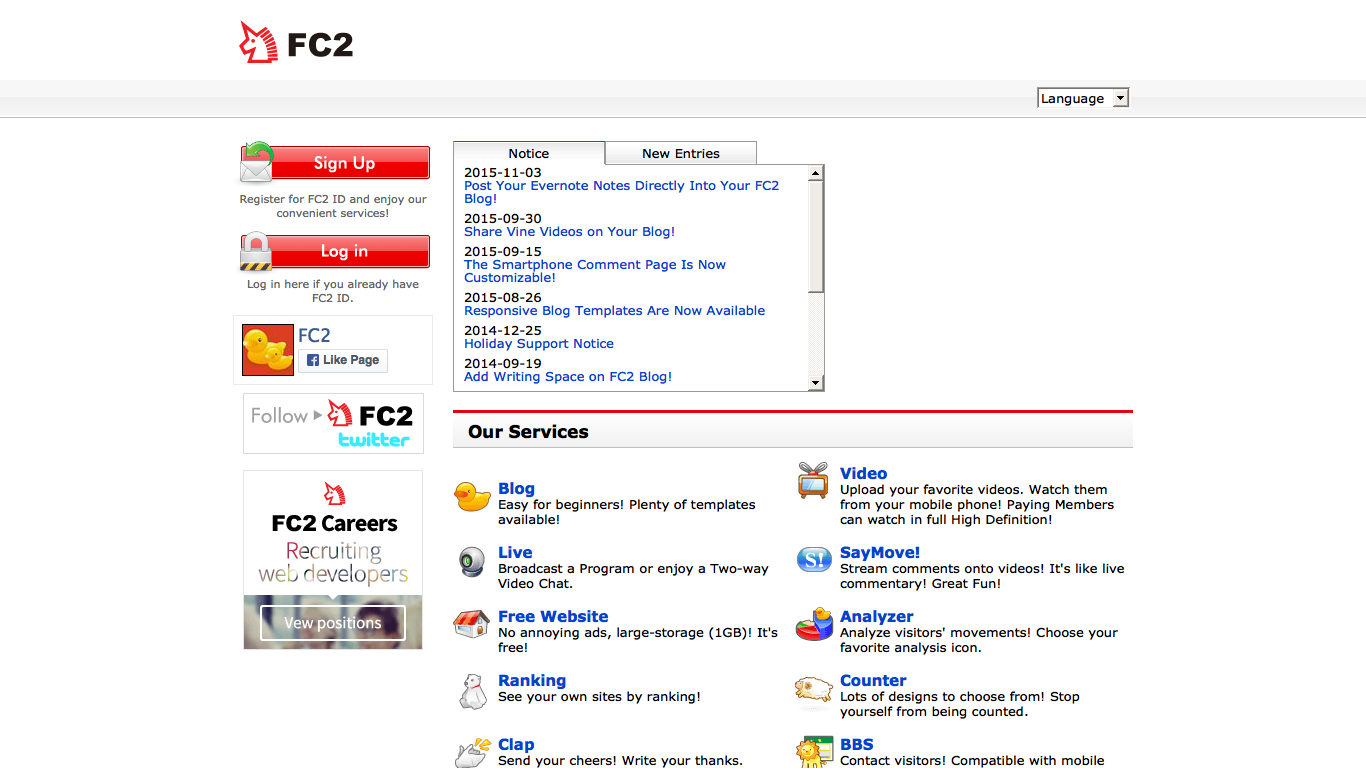 FC2
Language
Sign Up
Register for FC2 ID and enjoy our
convenient services!
Log in
Log in here if you already have
FC2 ID.
FC2
Like Page
Follow FC2
twitter
FC2 Careers
Recruiting
web developers
Vew positions
Notice
New Entries
2015-11-03
Post Your Evernote Notes Directly Into Your FC2
Blog!
2015-09-30
Share Vine Videos on Your Blog!
2015-09-15
The Smartphone Comment Page Is Now
Customizable!
2015-08-26
Responsive Blog Templates Are Now Available
2014-12-25
Holiday Support Notice
2014-09-19
Add Writing Space on FC2 Blog!
Our Services
Blog
Easy for beginners! Plenty of templates
available!
Video
Upload your favorite videos. Watch them
from your mobile phone! Paying Members
can watch in full High Definition!
Live
Broadcast a Program or enjoy a Two-way
Video Chat.
S!
SayMove!
Stream comments onto videos! It's like live
commentary! Great Fun!
Free Website
No annoying ads, large-storage (1GB)! It's
free!
Analyzer
Analyze visitors' movements! Choose your
favorite analysis icon.
Ranking
See your own sites by ranking!
Counter
Lots of designs to choose from! Stop
yourself from being counted.
Clap
Send your cheers! Write your thanks.
BBS
Contact visitors! Compatible with mobile